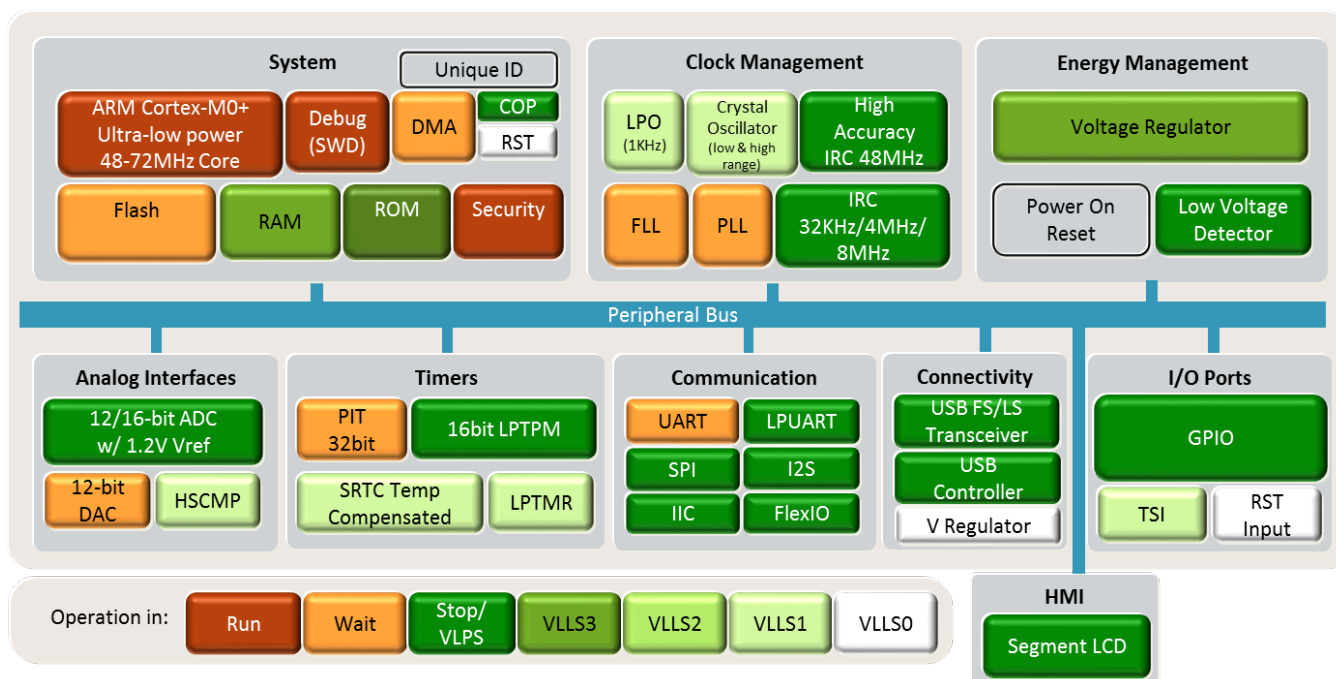 System
Unique ID
ARM Cortex-M0+
Ultra-low power
48-72MHz Core
Debug
(SWD)
DMA
COP
RST
Flash
RAM
ROM
Security
Clock Management
LPO
(1KHz)
Crystal
Oscillator
(low & high
range)
High
Accuracy
IRC 48MHz
FLL
PLL
IRC
32KHz/4MHz/
8MHz
Energy Management
Voltage Regulator
Power On
Reset
Low Voltage
Detector
Peripheral Bus
Analog Interfaces
12/16-bit ADC
w/ 1.2V Vref
12-bit
DAC
HSCMP
Timers
PIT
32bit
16bit LPTPM
SRTC Temp
Compensated
LPTMR
Communication
UART
LPUART
SPI
I2S
IIC
FlexIO
Connectivity
USB FS/LS
Transceiver
USB
Controller
V Regulator
I/O Ports
GPIO
TSI
RST
Input
Operation in:
Run
Wait
Stop/
VLPS
VLLS3
VLLS2
VLLS1
VLLS0
HMI
Segment LCD